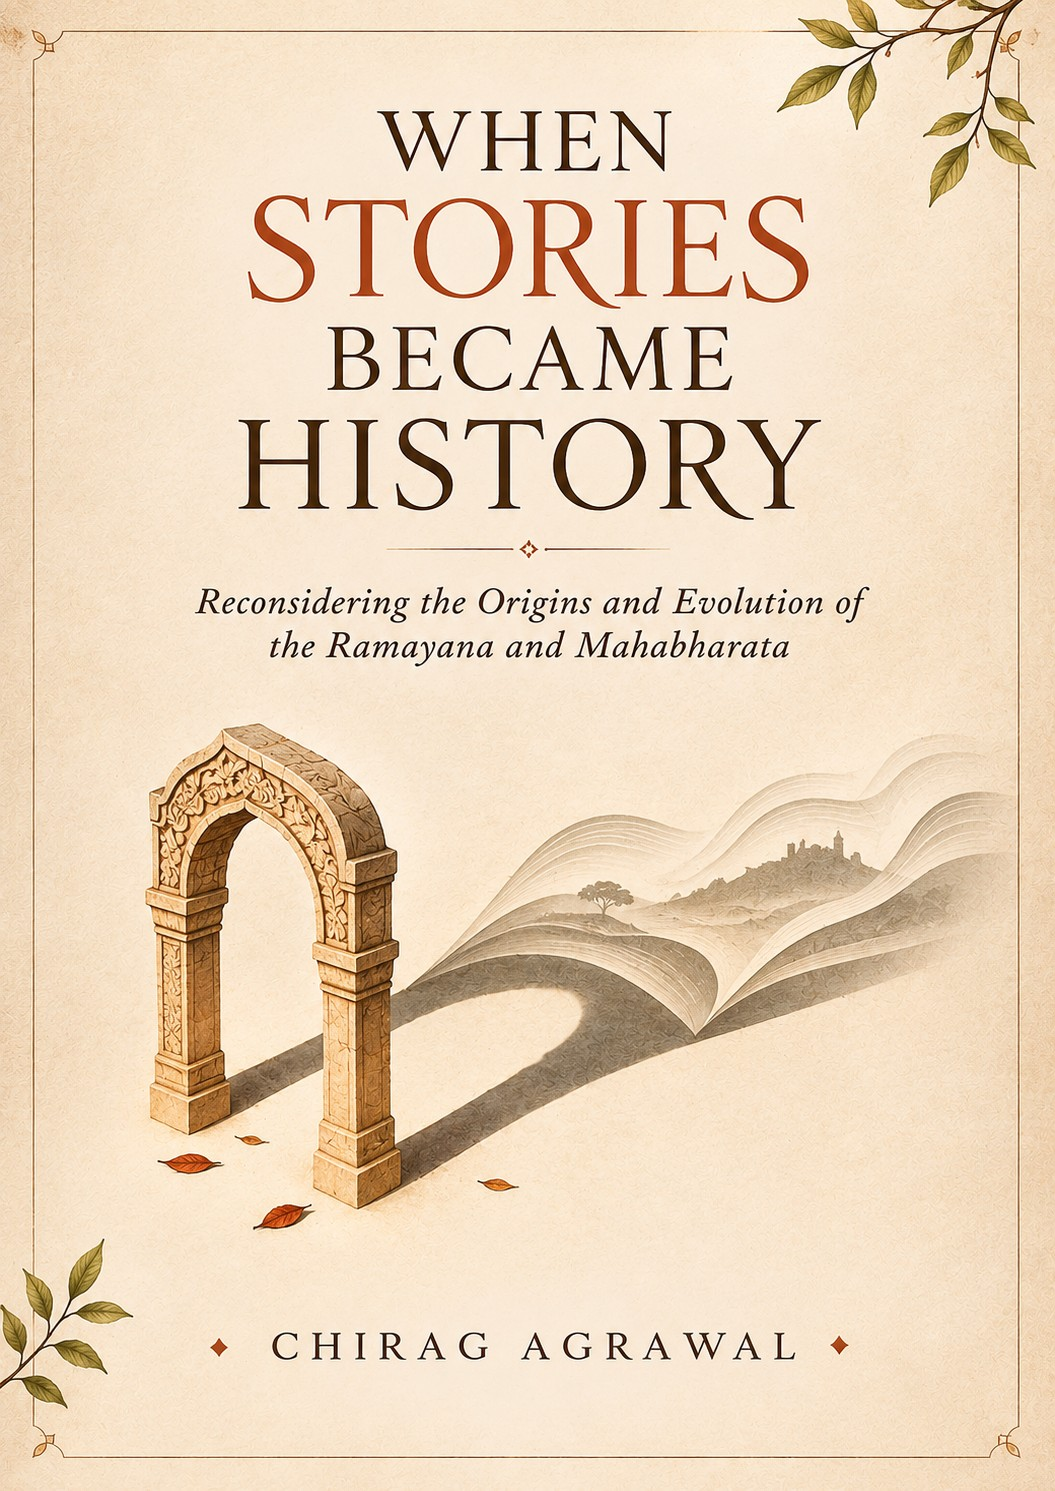 WHEN
STORIES
BECAME
HISTORY
Reconsidering the Origins and Evolution of
the Ramayana and Mahabharata
CHIRAG AGRAWAL